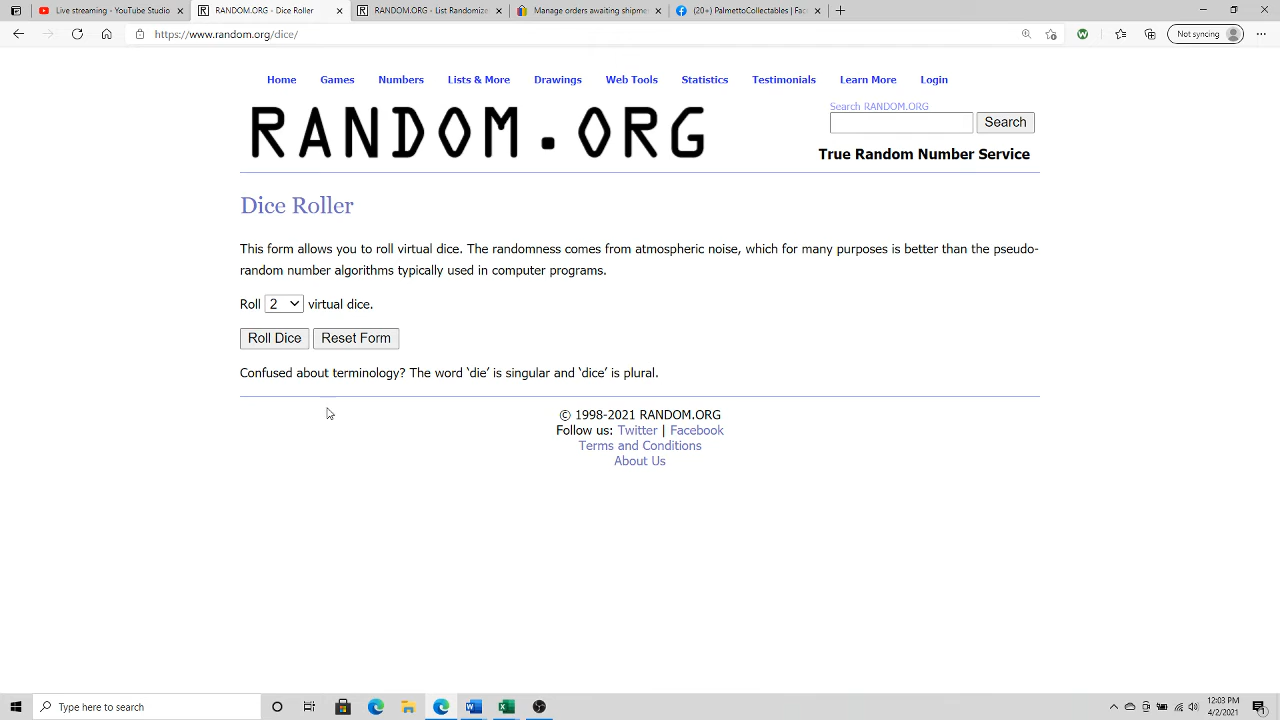 Live streaming - YouTube Studio
RANDOM.ORG - Dice Roller
RANDOM.ORG - List Randomize
Manage orders awaiting shipme
(20+) PalmettoCollectables | Fac
https://www.random.org/dice/
Not syncing
Home Games Numbers Lists & More Drawings Web Tools Statistics Testimonials Learn More Login
RANDOM.ORG
Search RANDOM.ORG
Search
True Random Number Service
Dice Roller
This form allows you to roll virtual dice. The randomness comes from atmospheric noise, which for many purposes is better than the pseudo-
random number algorithms typically used in computer programs.
Roll 2 virtual dice.
Roll Dice Reset Form
Confused about terminology? The word ‘die’ is singular and ‘dice’ is plural.
© 1998-2021 RANDOM.ORG
Follow us: Twitter | Facebook
Terms and Conditions
About Us
Type here to search
12:03 PM
4/2/2021